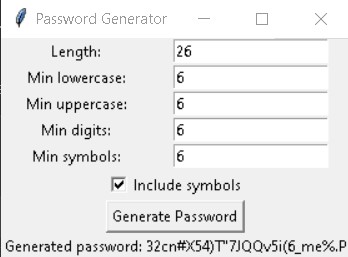 Password Generator
Length: 26
Min lowercase: 6
Min uppercase: 6
Min digits: 6
Min symbols: 6
Include symbols
Generate Password
Generated password: 32cn#X54)T"7JQQv5i(6_me%.P